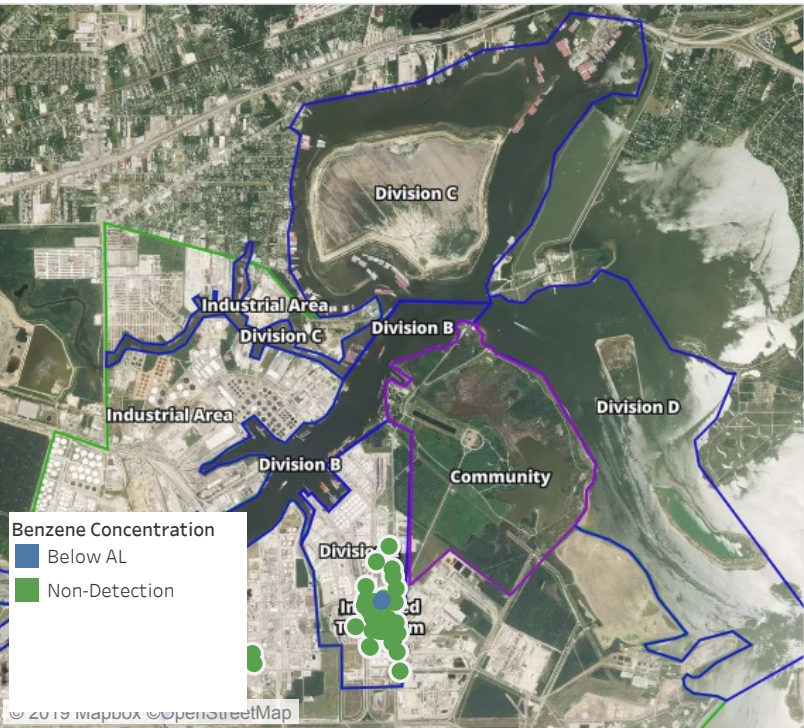 Division C
Industrial Area
Division B
Division C
Division D
Industrial Area
Division B
Community
Benzene Concentration
Below AL
Non-Detection
© 2019 Mapbox ©OpenStreetMap